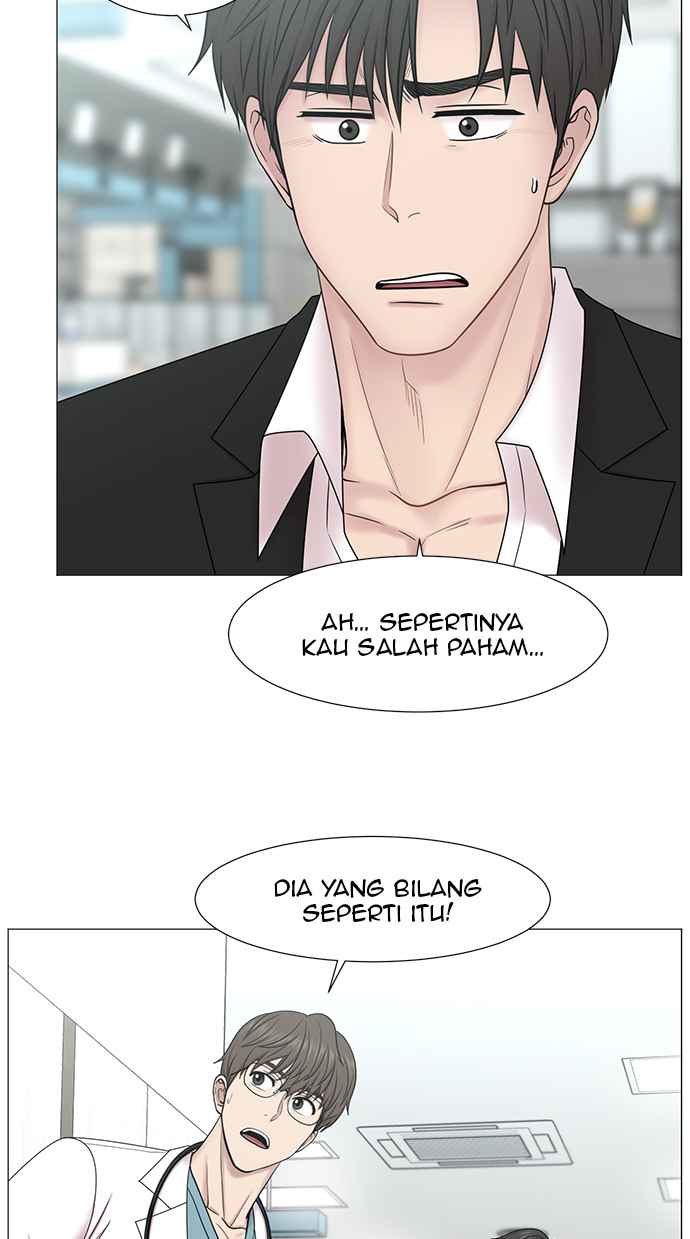 AH... SEPERTINYA
KAU SALAH PAHAM...
DIA YANG BILANG
SEPERTI ITU!